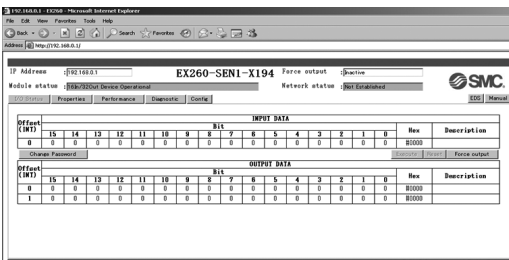 192.168.0.1 - EX260 - Microsoft Internet Explorer
File Edit View Favorites Tools Help
Back Search Favorites
Address http://192.168.0.1/
IP Address : 192.168.0.1 EX260-SEN1-X194 Force output : Inactive
Module status : 16In/32Out Device Operational Network status : Not Established
SMC.
I/O Status Properties Performance Diagnostic Config EDS Manual
INPUT DATA
Offset (INT) Bit Hex Description
15 14 13 12 11 10 9 8 7 6 5 4 3 2 1 0
0 0 0 0 0 0 0 0 0 0 0 0 0 0 0 0 0 H0000
Change Password Execute Reset Force output
OUTPUT DATA
Offset (INT) Bit Hex Description
15 14 13 12 11 10 9 8 7 6 5 4 3 2 1 0
0 0 0 0 0 0 0 0 0 0 0 0 0 0 0 0 0 H0000
1 0 0 0 0 0 0 0 0 0 0 0 0 0 0 0 0 H0000